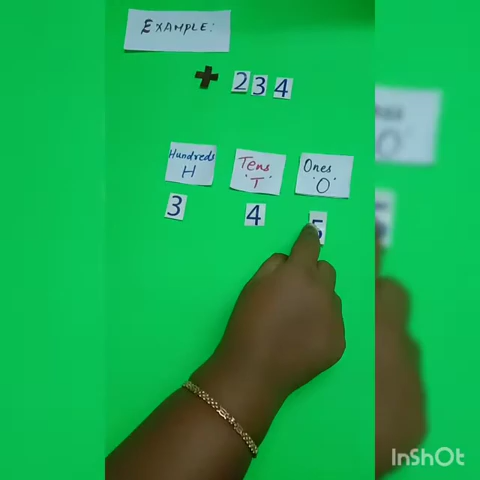 EXAMPLE:
+ 234
Hundreds Tens Ones
H 'T' 'O'
3 4 5
InShOt